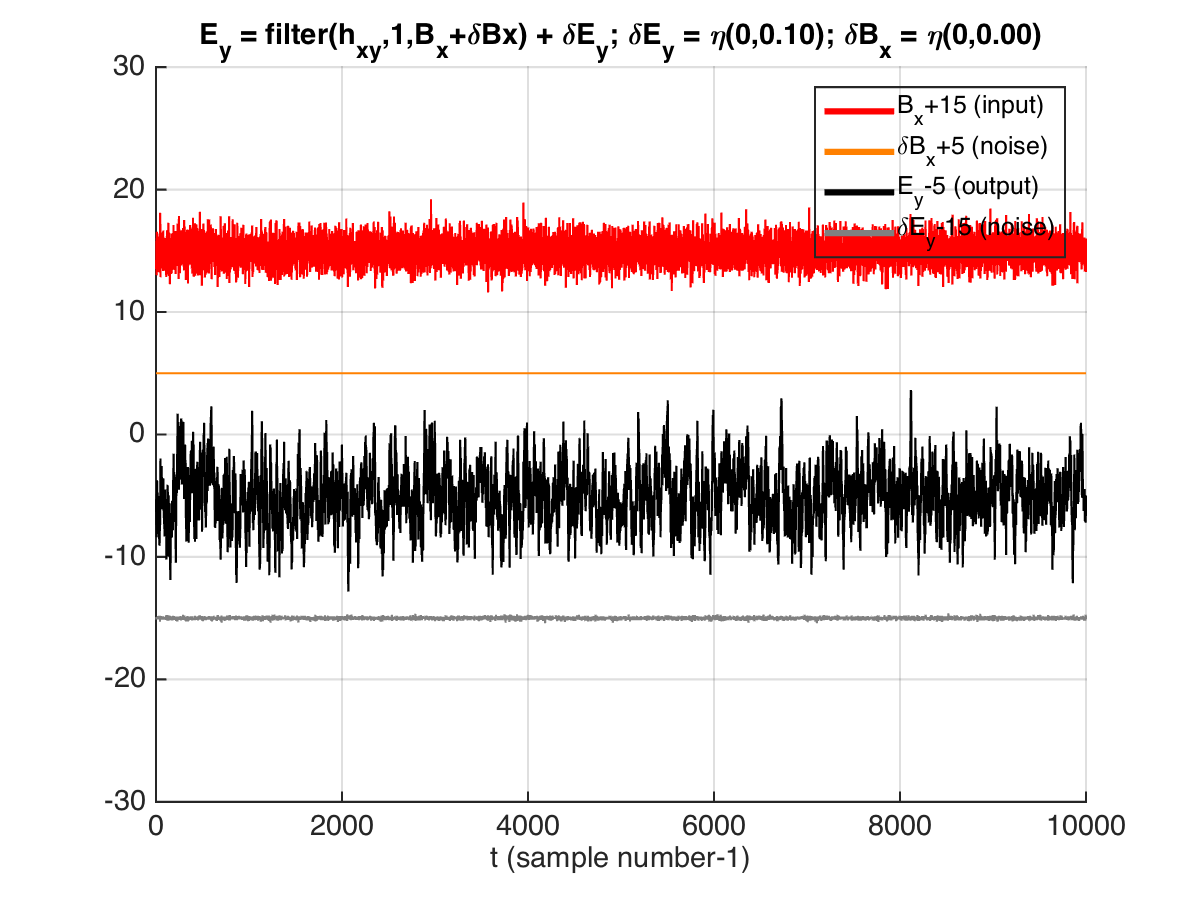 E_y = filter(h_xy,1,B_x+δBx) + δE_y; δE_y = η(0,0.10); δB_x = η(0,0.00)
30
20
10
0
-10
-20
-30
B_x+15 (input)
δB_x+5 (noise)
E_y-5 (output)
δE_y-15 (noise)
0 2000 4000 6000 8000 10000
t (sample number-1)